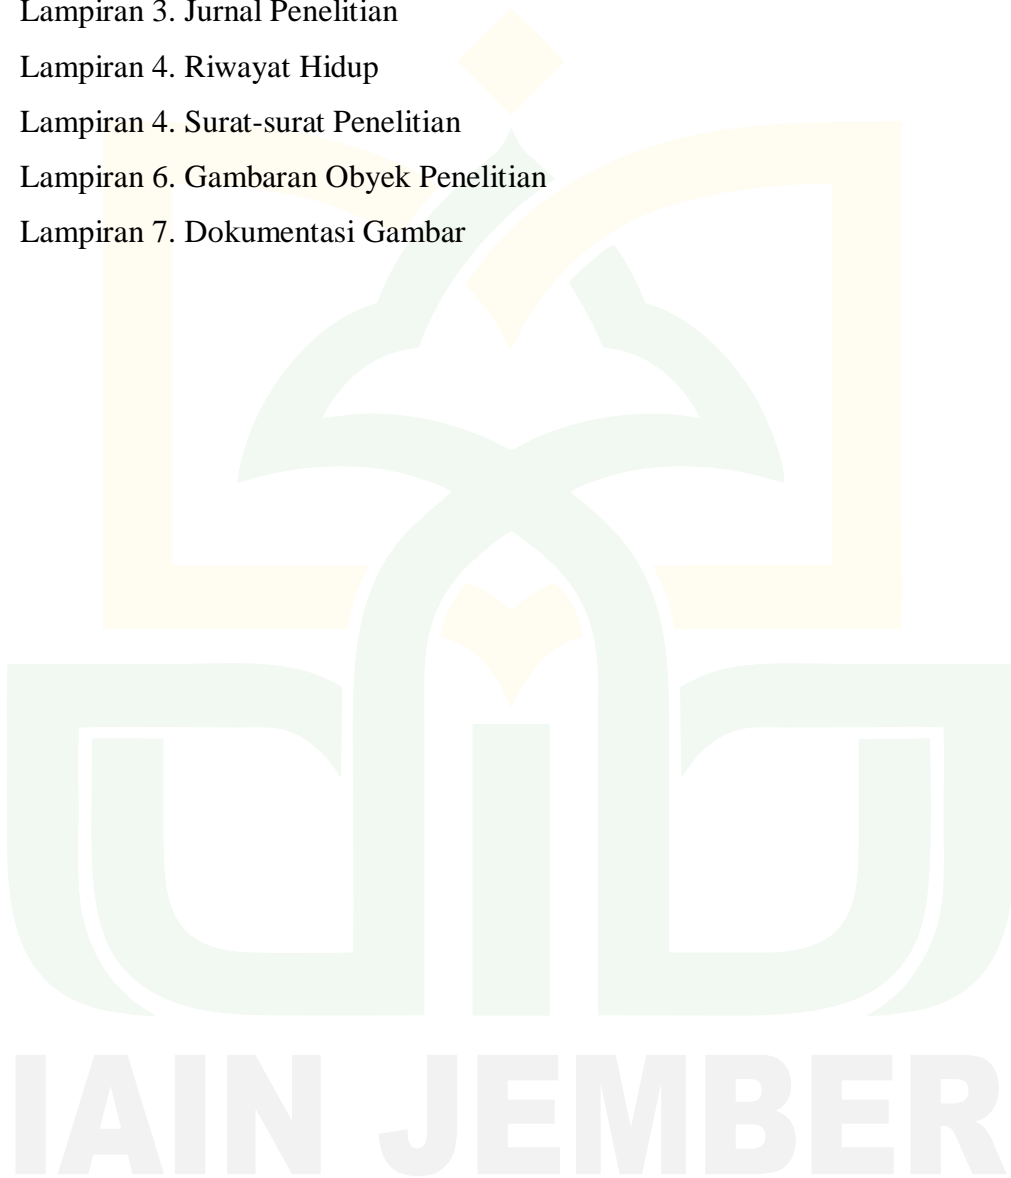 Lampiran 3. Jurnal Penelitian
Lampiran 4. Riwayat Hidup
Lampiran 4. Surat-surat Penelitian
Lampiran 6. Gambaran Obyek Penelitian
Lampiran 7. Dokumentasi Gambar
IAIN JEMBER